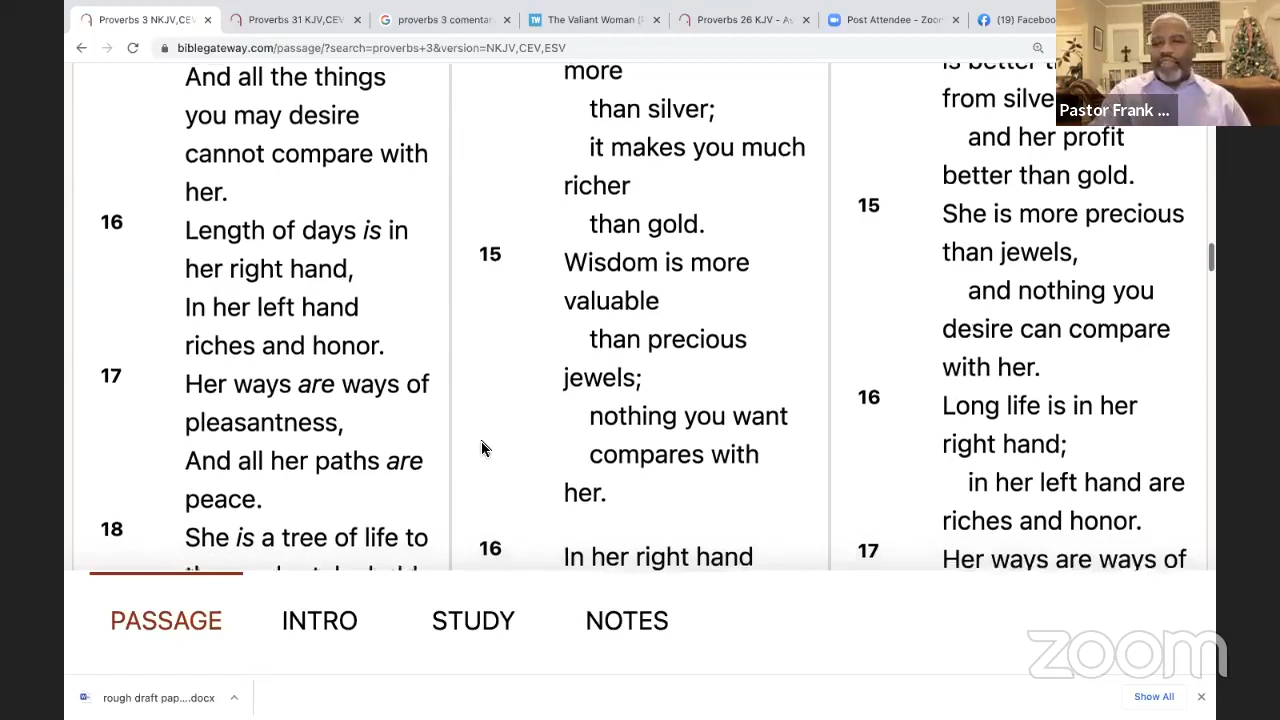 Proverbs 3 NKJV,CEV
Proverbs 31 KJV,CEV
proverbs 3 comentar
TW The Valiant Woman (
Proverbs 26 KJV - A
Post Attendee - Zoo
(19) Facebook
biblegateway.com/passage/?search=proverbs+3&version=NKJV,CEV,ESV
Pastor Frank ...
And all the things
you may desire
cannot compare with
her.
16 Length of days is in
her right hand,
In her left hand
riches and honor.
17 Her ways are ways of
pleasantness,
And all her paths are
peace.
18 She is a tree of life to
more
than silver;
it makes you much
richer
than gold.
15 Wisdom is more
valuable
than precious
jewels;
nothing you want
compares with
her.
16 In her right hand
from silve
and her profit
better than gold.
15 She is more precious
than jewels,
and nothing you
desire can compare
with her.
16 Long life is in her
right hand;
in her left hand are
riches and honor.
17 Her ways are ways of
PASSAGE INTRO STUDY NOTES
zoom
rough draft pap....docx
Show All